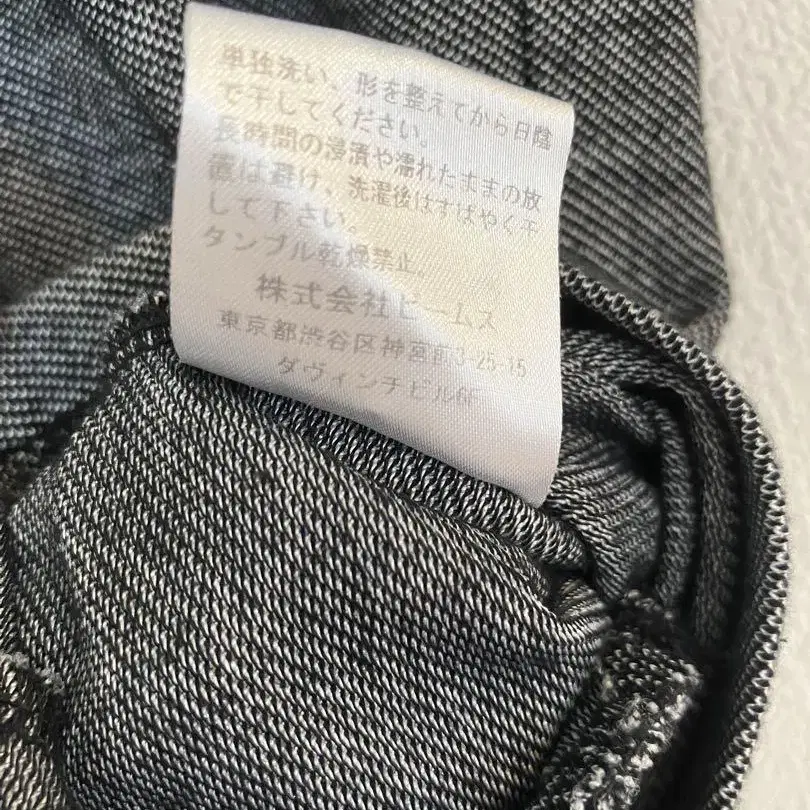 単独洗い、形を整えてから日陰
で干してください。
長時間の浸漬や濡れたままの放
置は避け、洗濯後はすばやく干
して下さい。
タンブル乾燥禁止。
株式会社ビームス
東京都渋谷区神宮前3-25-15
ダヴィンチビル6F